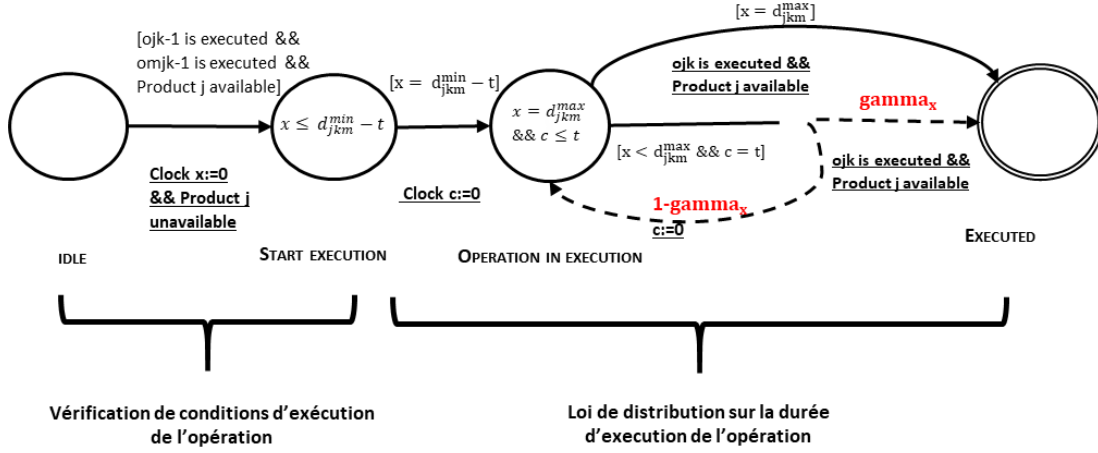 [x = d_jkm^max]
[ojk-1 is executed &&
omjk-1 is executed &&
Product j available]
[x = d_jkm^min − t]
ojk is executed &&
Product j available
gamma_x
x ≤ d_jkm^min − t
x = d_jkm^max
&& c ≤ t
[x < d_jkm^max && c = t]
ojk is executed &&
Product j available
Clock x:=0
&& Product j
unavailable
Clock c:=0
1-gamma_x
c:=0
IDLE
START EXECUTION
OPERATION IN EXECUTION
EXECUTED
Vérification de conditions d'exécution
de l'opération
Loi de distribution sur la durée
d'execution de l'opération